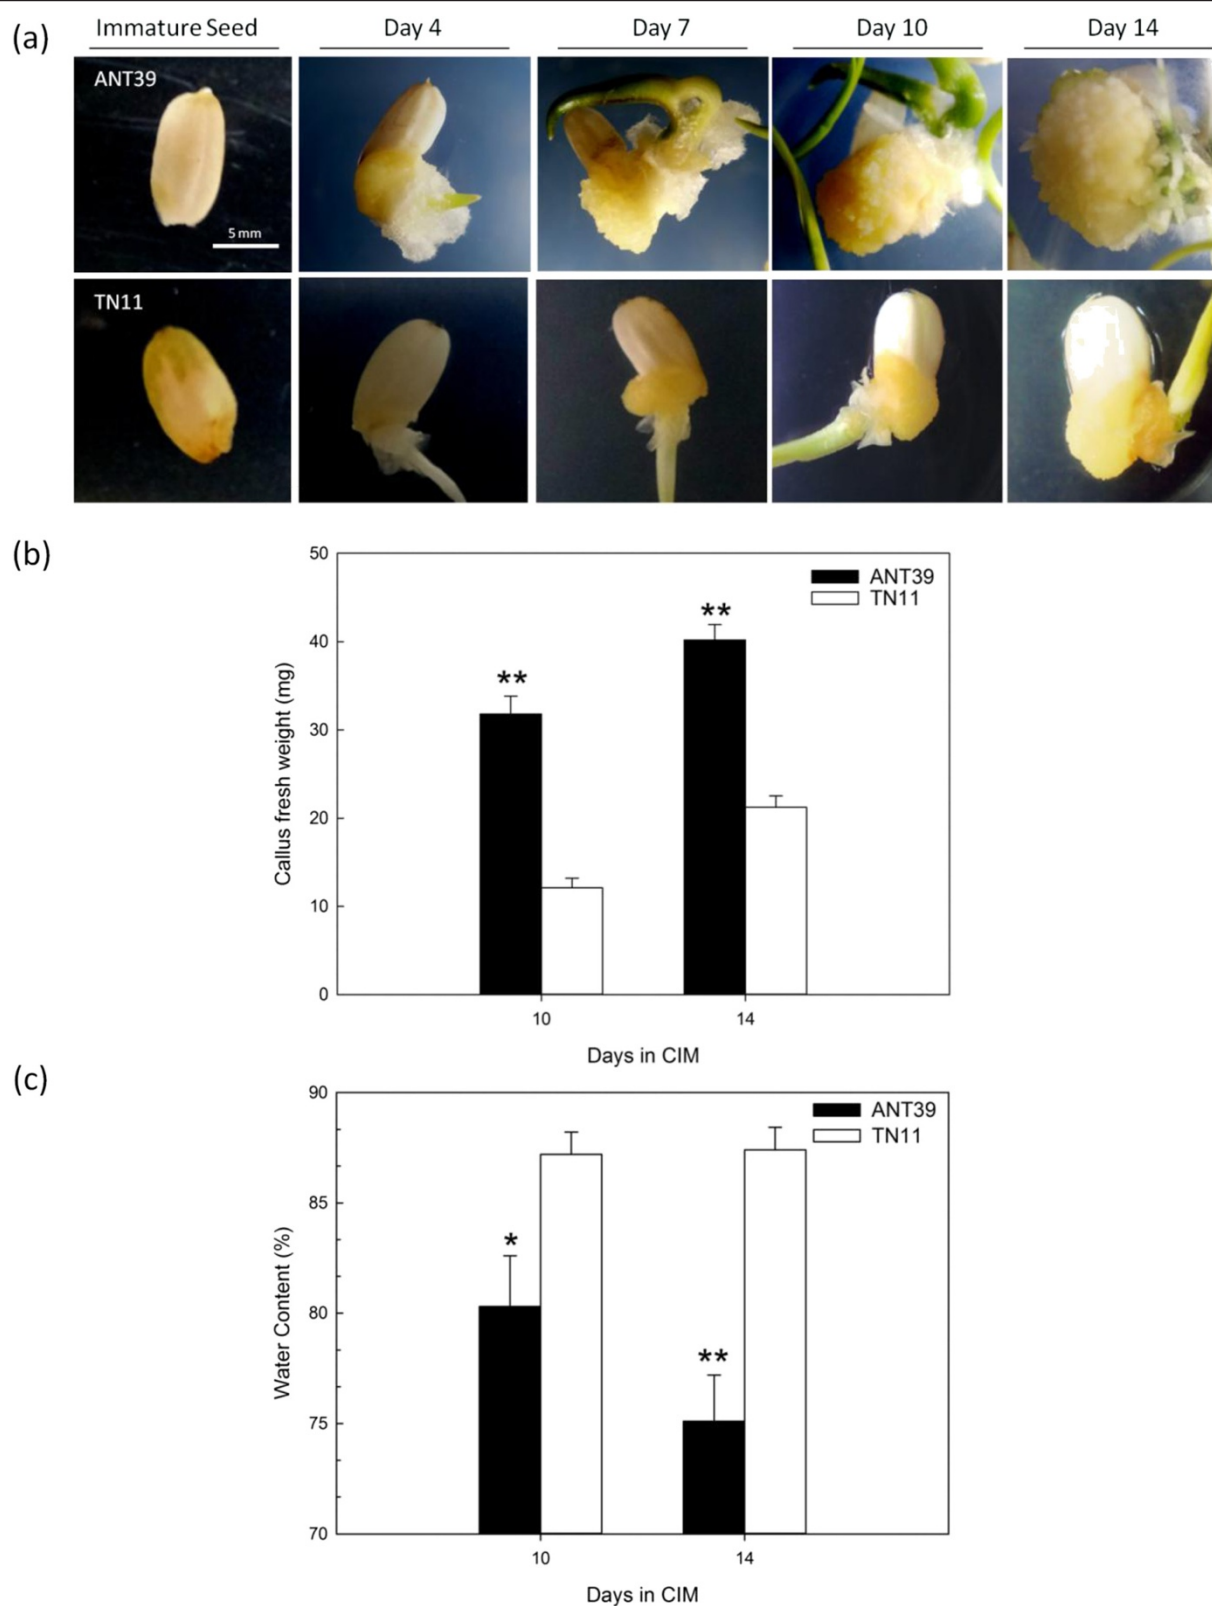 (a)
Immature Seed Day 4 Day 7 Day 10 Day 14
ANT39
5 mm
TN11
(b)
50
40
30
20
10
0
Callus fresh weight (mg)
**
**
ANT39
TN11
10 14
Days in CIM
(c)
90
85
80
75
70
Water Content (%)
*
**
ANT39
TN11
10 14
Days in CIM